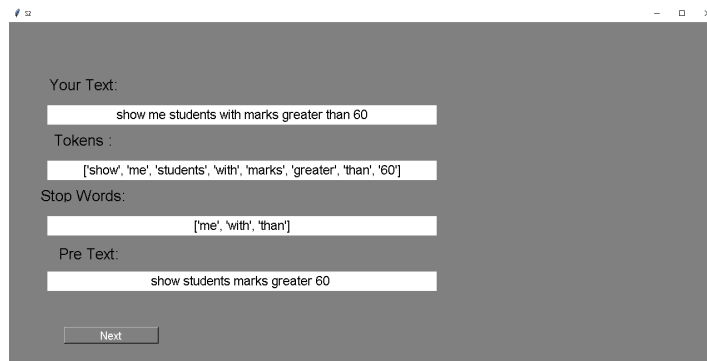 S2
Your Text:
show me students with marks greater than 60
Tokens :
['show', 'me', 'students', 'with', 'marks', 'greater', 'than', '60']
Stop Words:
['me', 'with', 'than']
Pre Text:
show students marks greater 60
Next